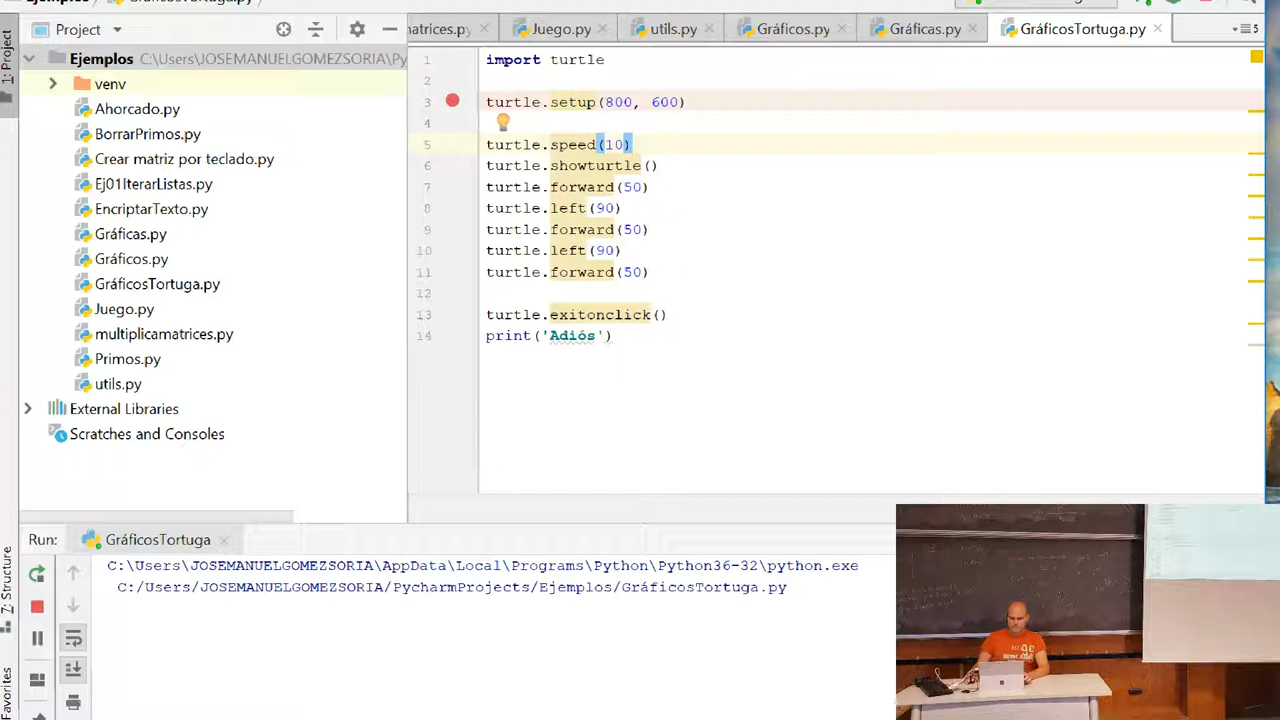 Project
atrices.py
Juego.py
utils.py
Gráficos.py
Gráficas.py
GráficosTortuga.py
5
1: Project
Ejemplos C:\Users\JOSEMANUELGOMEZSORIA\Py
venv
Ahorcado.py
BorrarPrimos.py
Crear matriz por teclado.py
Ej01IterarListas.py
EncriptarTexto.py
Gráficas.py
Gráficos.py
GráficosTortuga.py
Juego.py
multiplicamatrices.py
Primos.py
utils.py
External Libraries
Scratches and Consoles
1 import turtle
2
3 turtle.setup(800, 600)
4
5 turtle.speed(10)
6 turtle.showturtle()
7 turtle.forward(50)
8 turtle.left(90)
9 turtle.forward(50)
10 turtle.left(90)
11 turtle.forward(50)
12
13 turtle.exitonclick()
14 print('Adiós')
Run: GráficosTortuga
C:\Users\JOSEMANUELGOMEZSORIA\AppData\Local\Programs\Python\Python36-32\python.exe
C:/Users/JOSEMANUELGOMEZSORIA/PycharmProjects/Ejemplos/GráficosTortuga.py
7: Structure
Favorites